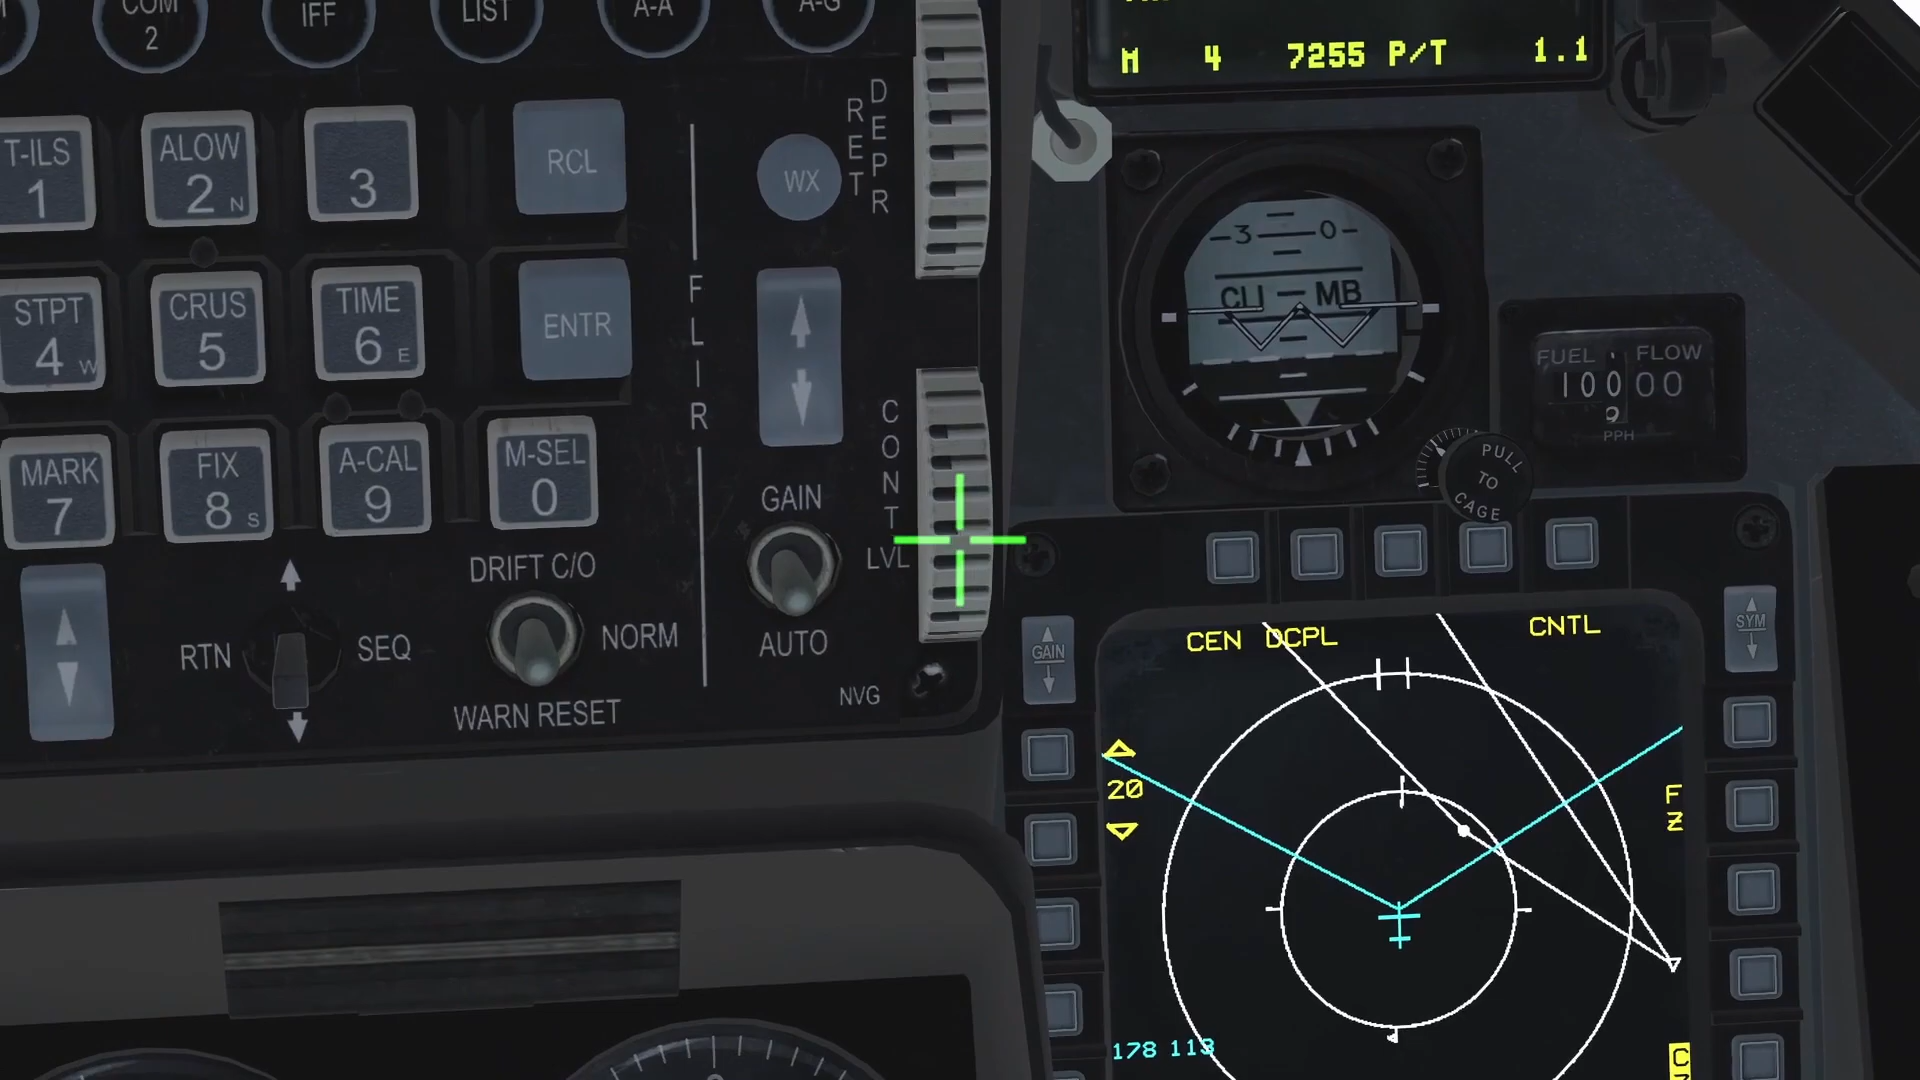 COM
2
IFF
LIST
A-A
A-G
M 4 7255 P/T 1.1
T-ILS
1
ALOW
2 N
3
RCL
WX
RET
DEPR
STPT
4 W
CRUS
5
TIME
6 E
ENTR
FLIR
MARK
7
FIX
8 S
A-CAL
9
M-SEL
0
GAIN
CONT
LVL
AUTO
DRIFT C/O
NORM
WARN RESET
RTN
SEQ
NVG
3 0
CLIMB
FUEL FLOW
10000
9
PPH
PULL
TO
CAGE
GAIN
SYM
CEN DCPL CNTL
20
F
Z
178 113
C